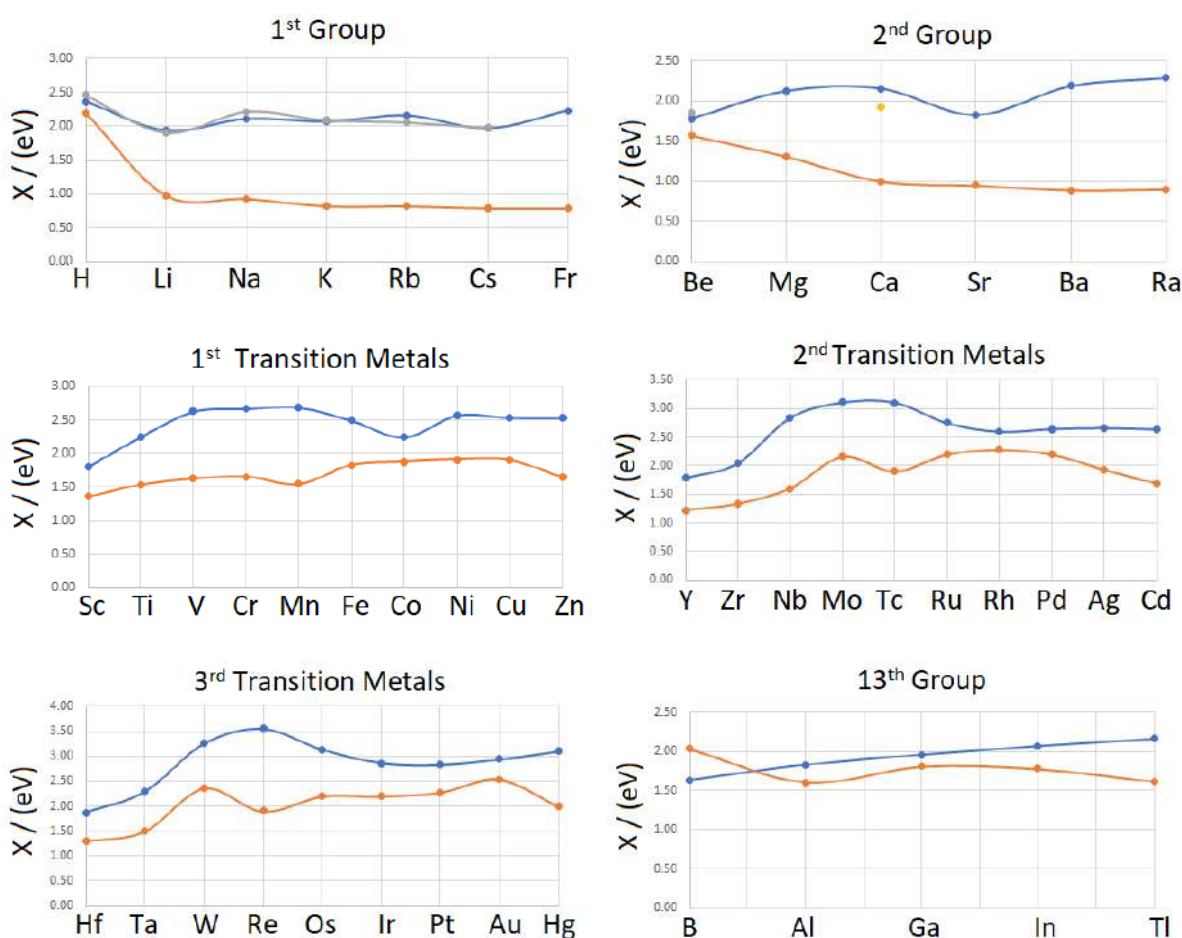 1st Group
X / (eV)
3.00
2.50
2.00
1.50
1.00
0.50
0.00
H Li Na K Rb Cs Fr
2nd Group
X / (eV)
2.50
2.00
1.50
1.00
0.50
0.00
Be Mg Ca Sr Ba Ra
1st Transition Metals
X / (eV)
3.00
2.50
2.00
1.50
1.00
0.50
0.00
Sc Ti V Cr Mn Fe Co Ni Cu Zn
2nd Transition Metals
X / (eV)
3.50
3.00
2.50
2.00
1.50
1.00
0.50
0.00
Y Zr Nb Mo Tc Ru Rh Pd Ag Cd
3rd Transition Metals
X / (eV)
4.00
3.50
3.00
2.50
2.00
1.50
1.00
0.50
0.00
Hf Ta W Re Os Ir Pt Au Hg
13th Group
X / (eV)
2.50
2.00
1.50
1.00
0.50
0.00
B Al Ga In Tl